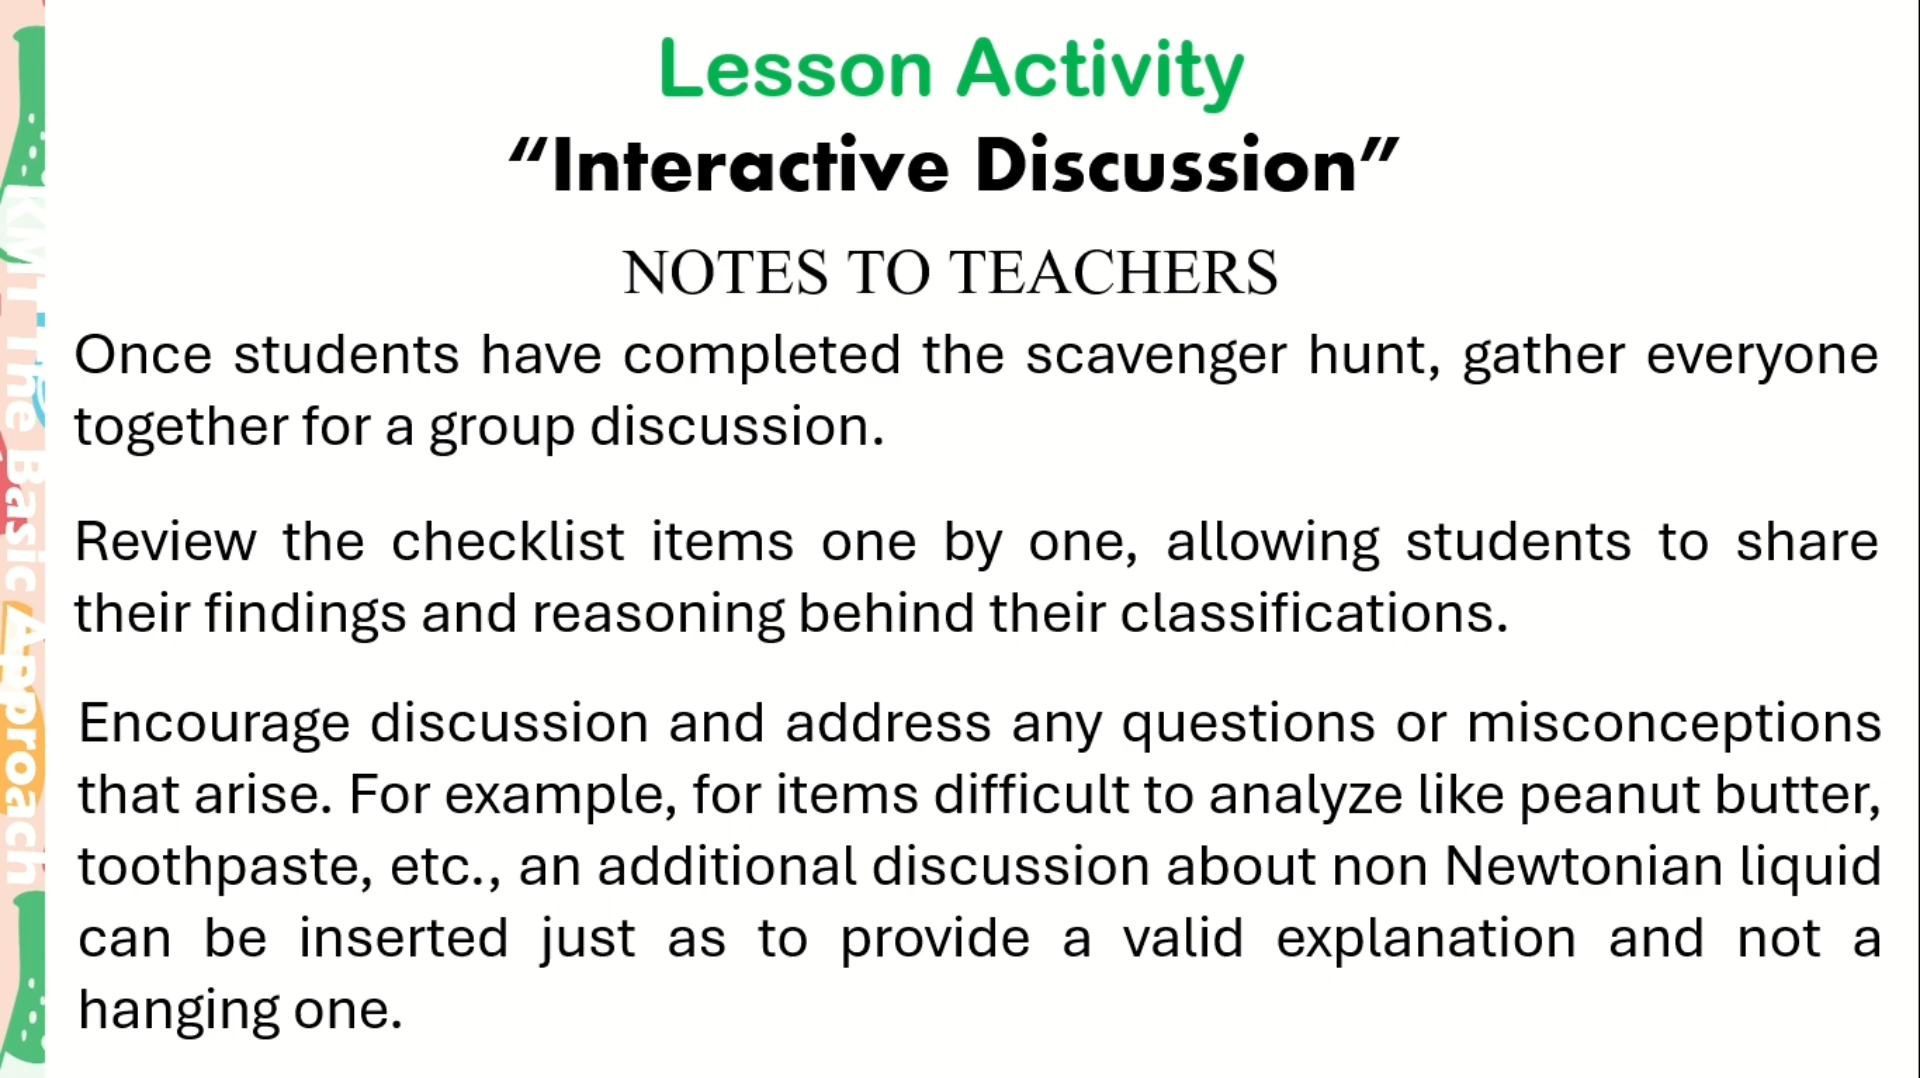 Lesson Activity
“Interactive Discussion”
NOTES TO TEACHERS
Once students have completed the scavenger hunt, gather everyone
together for a group discussion.
Review the checklist items one by one, allowing students to share
their findings and reasoning behind their classifications.
Encourage discussion and address any questions or misconceptions
that arise. For example, for items difficult to analyze like peanut butter,
toothpaste, etc., an additional discussion about non Newtonian liquid
can be inserted just as to provide a valid explanation and not a
hanging one.
The Basic Approach